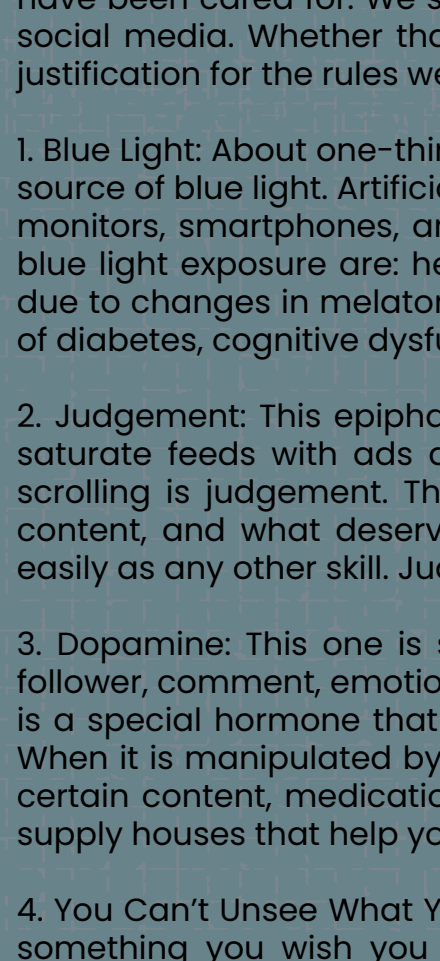 have been cared for. We s
social media. Whether tha
justification for the rules we
1. Blue Light: About one-thir
source of blue light. Artificia
monitors, smartphones, an
blue light exposure are: he
due to changes in melaton
of diabetes, cognitive dysfu
2. Judgement: This epipha
saturate feeds with ads
scrolling is judgement. Th
content, and what deserv
easily as any other skill. Jud
3. Dopamine: This one is s
follower, comment, emotio
is a special hormone that
When it is manipulated by
certain content, medicatio
supply houses that help yo
4. You Can't Unsee What Y
something you wish you